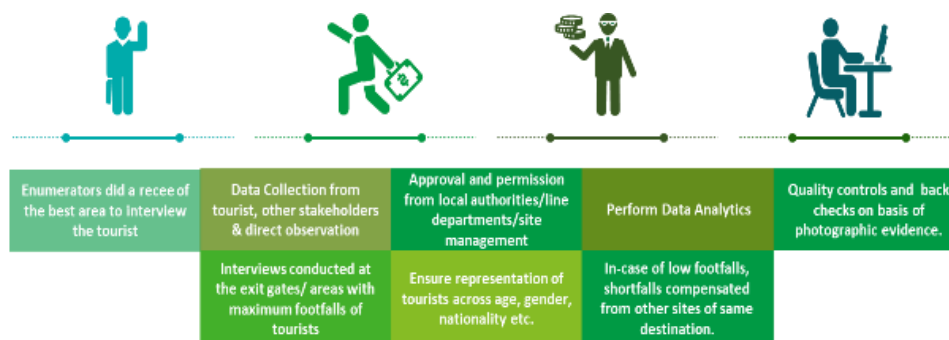 Enumerators did a recee of
the best area to interview
the tourist
Data Collection from
tourist, other stakeholders
& direct observation
Approval and permission
from local authorities/line
departments/site
management
Perform Data Analytics
Quality controls and back
checks on basis of
photographic evidence.
Interviews conducted at
the exit gates/ areas with
maximum footfalls of
tourists
Ensure representation of
tourists across age, gender,
nationality etc.
In-case of low footfalls,
shortfalls compensated
from other sites of same
destination.